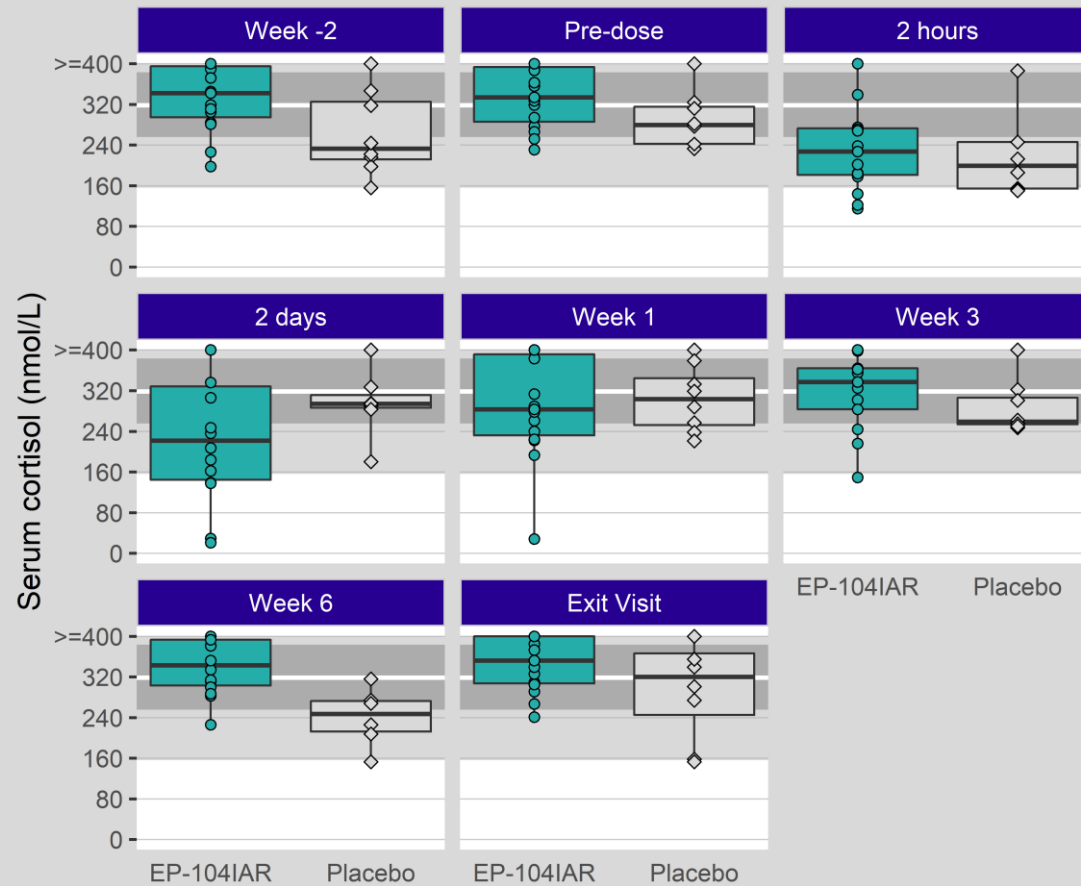 Serum cortisol (nmol/L)
Week -2
Pre-dose
2 hours
>=400
320
240
160
80
0
2 days
Week 1
Week 3
>=400
320
240
160
80
0
EP-104IAR
Placebo
Week 6
Exit Visit
>=400
320
240
160
80
0
EP-104IAR
Placebo
EP-104IAR
Placebo